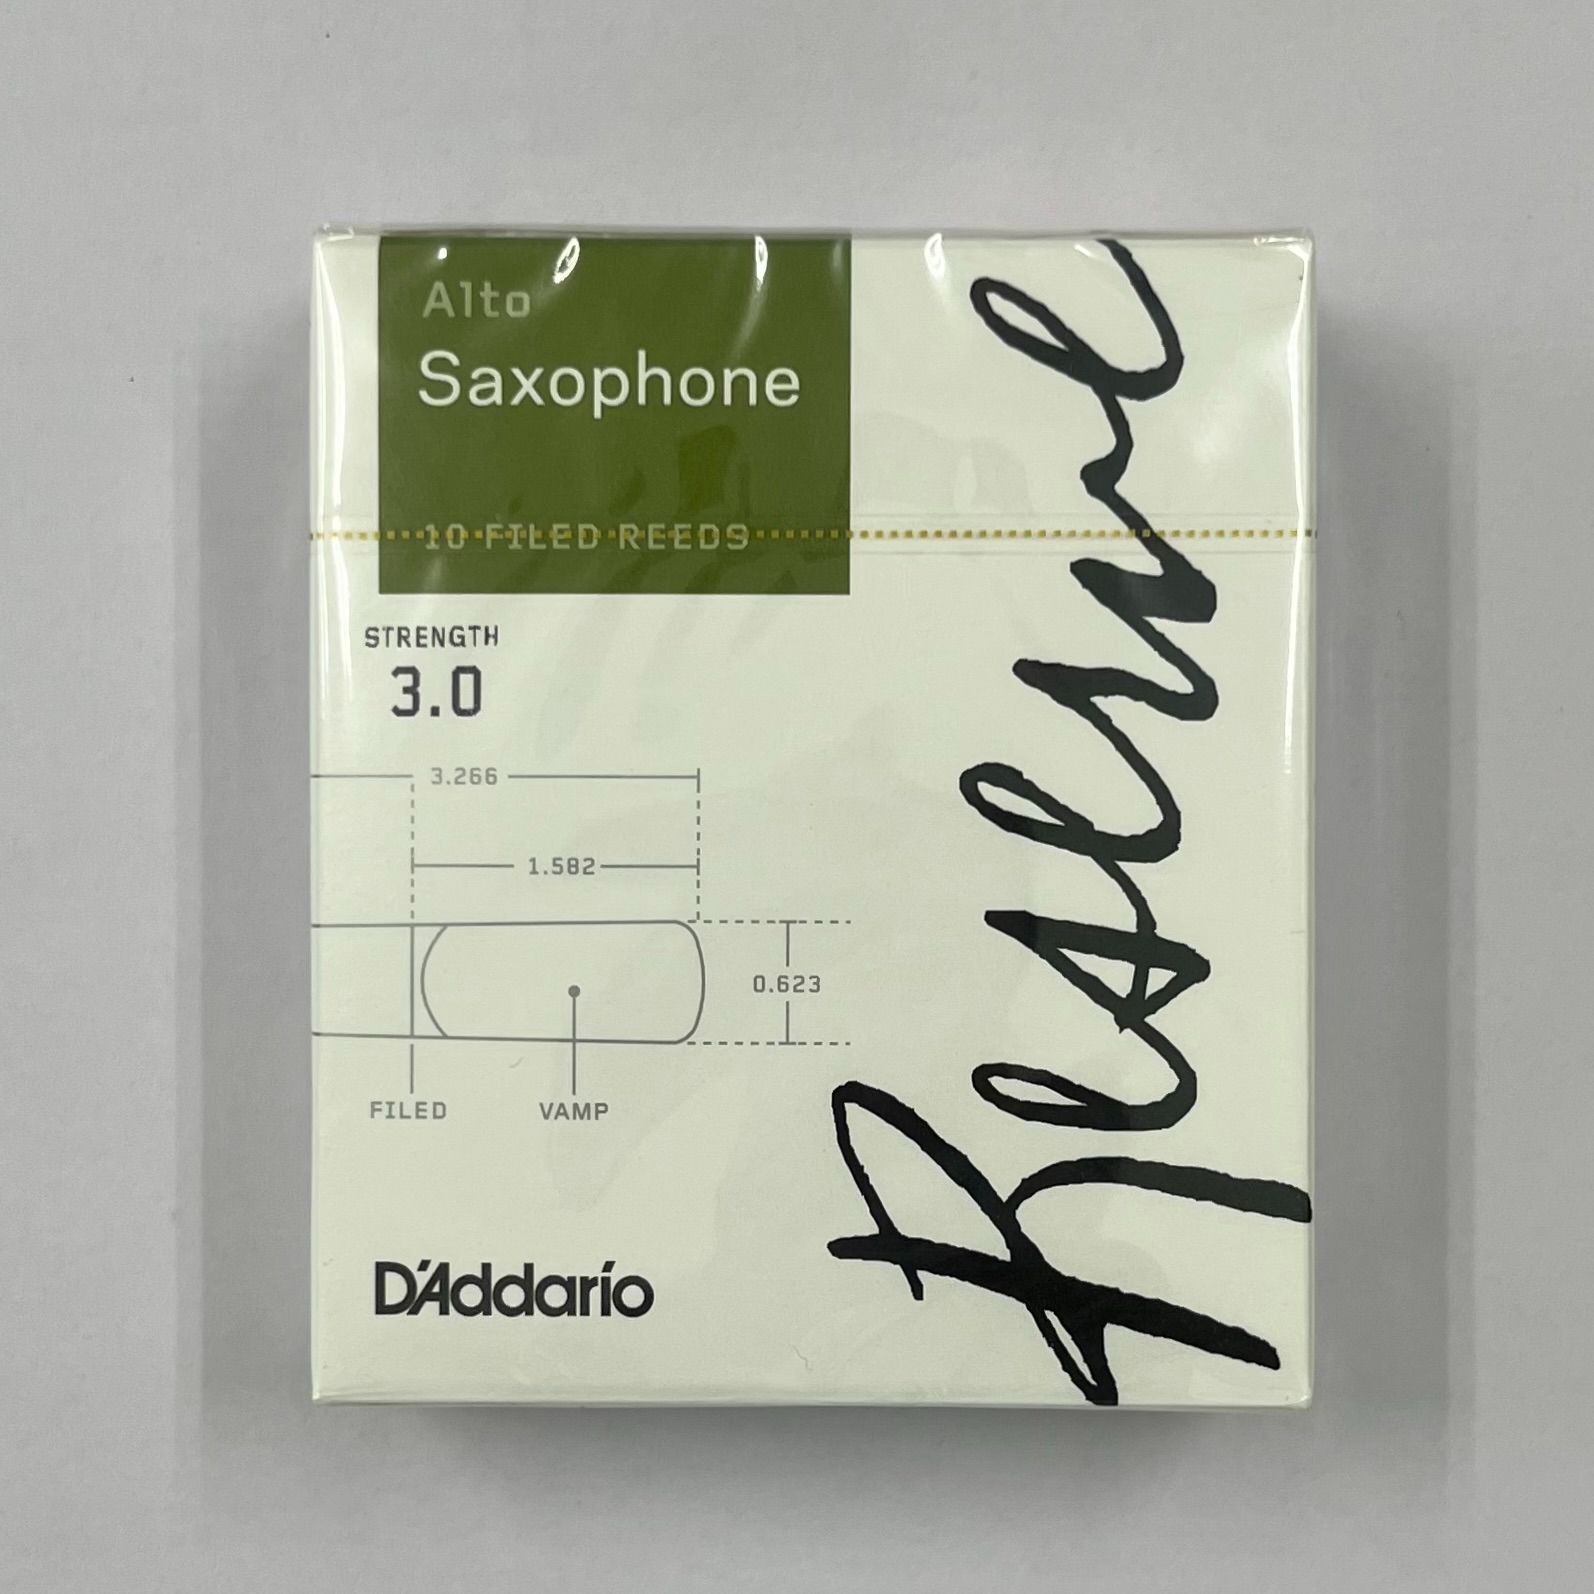 Alto
Saxophone
10 FILED REEDS
STRENGTH
3.0
3.266
1.582
0.623
FILED
VAMP
D'Addario
Reserve